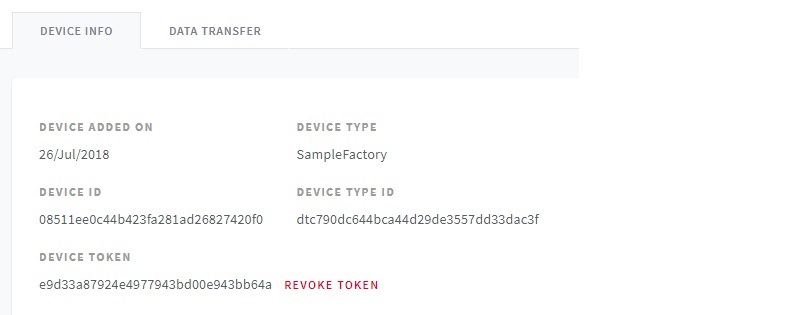 DEVICE INFO DATA TRANSFER
DEVICE ADDED ON DEVICE TYPE
26/Jul/2018 SampleFactory
DEVICE ID DEVICE TYPE ID
08511ee0c44b423fa281ad26827420f0 dtc790dc644bca44d29de3557dd33dac3f
DEVICE TOKEN
e9d33a87924e4977943bd00e943bb64a REVOKE TOKEN